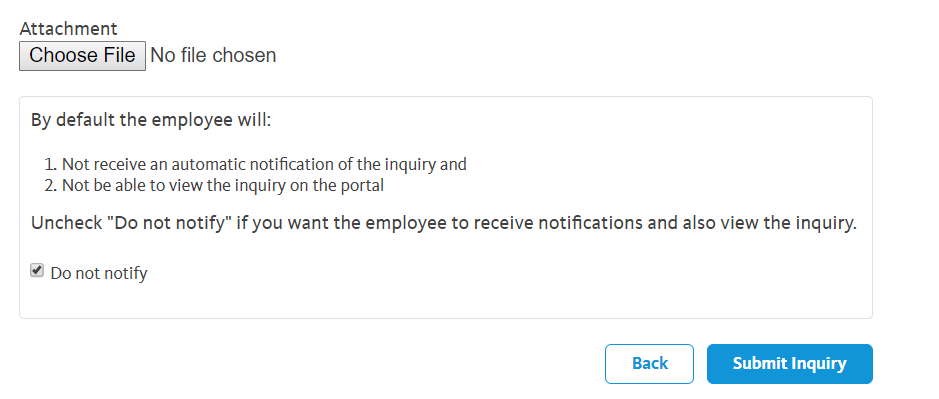 Attachment
Choose File No file chosen
By default the employee will:
1. Not receive an automatic notification of the inquiry and
2. Not be able to view the inquiry on the portal
Uncheck "Do not notify" if you want the employee to receive notifications and also view the inquiry.
Do not notify
Back Submit Inquiry